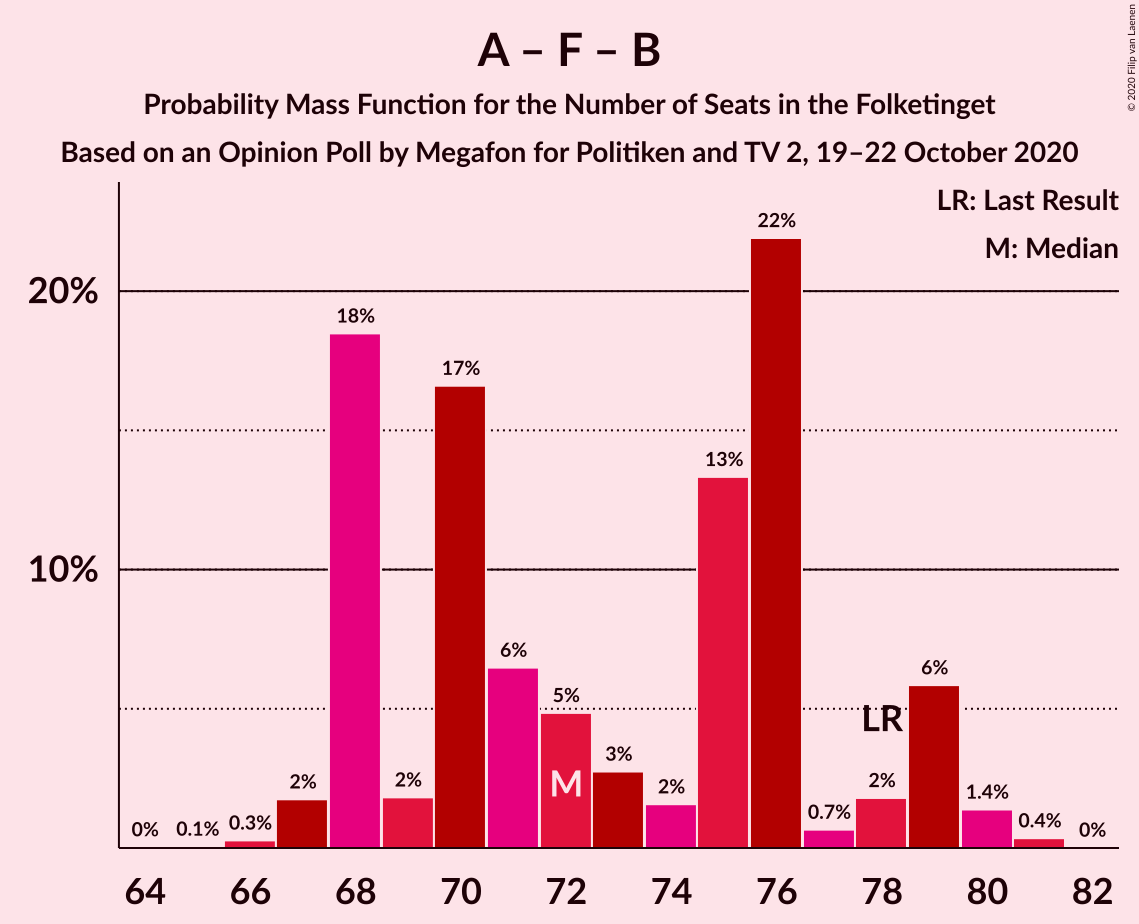 A – F – B
Probability Mass Function for the Number of Seats in the Folketinget
Based on an Opinion Poll by Megafon for Politiken and TV 2, 19–22 October 2020
© 2020 Filip van Laenen
LR: Last Result
M: Median
20%
10%
0%
0.1%
0.3%
2%
18%
2%
17%
6%
5%
3%
2%
13%
22%
0.7%
2%
6%
1.4%
0.4%
0%
M
LR
64 66 68 70 72 74 76 78 80 82